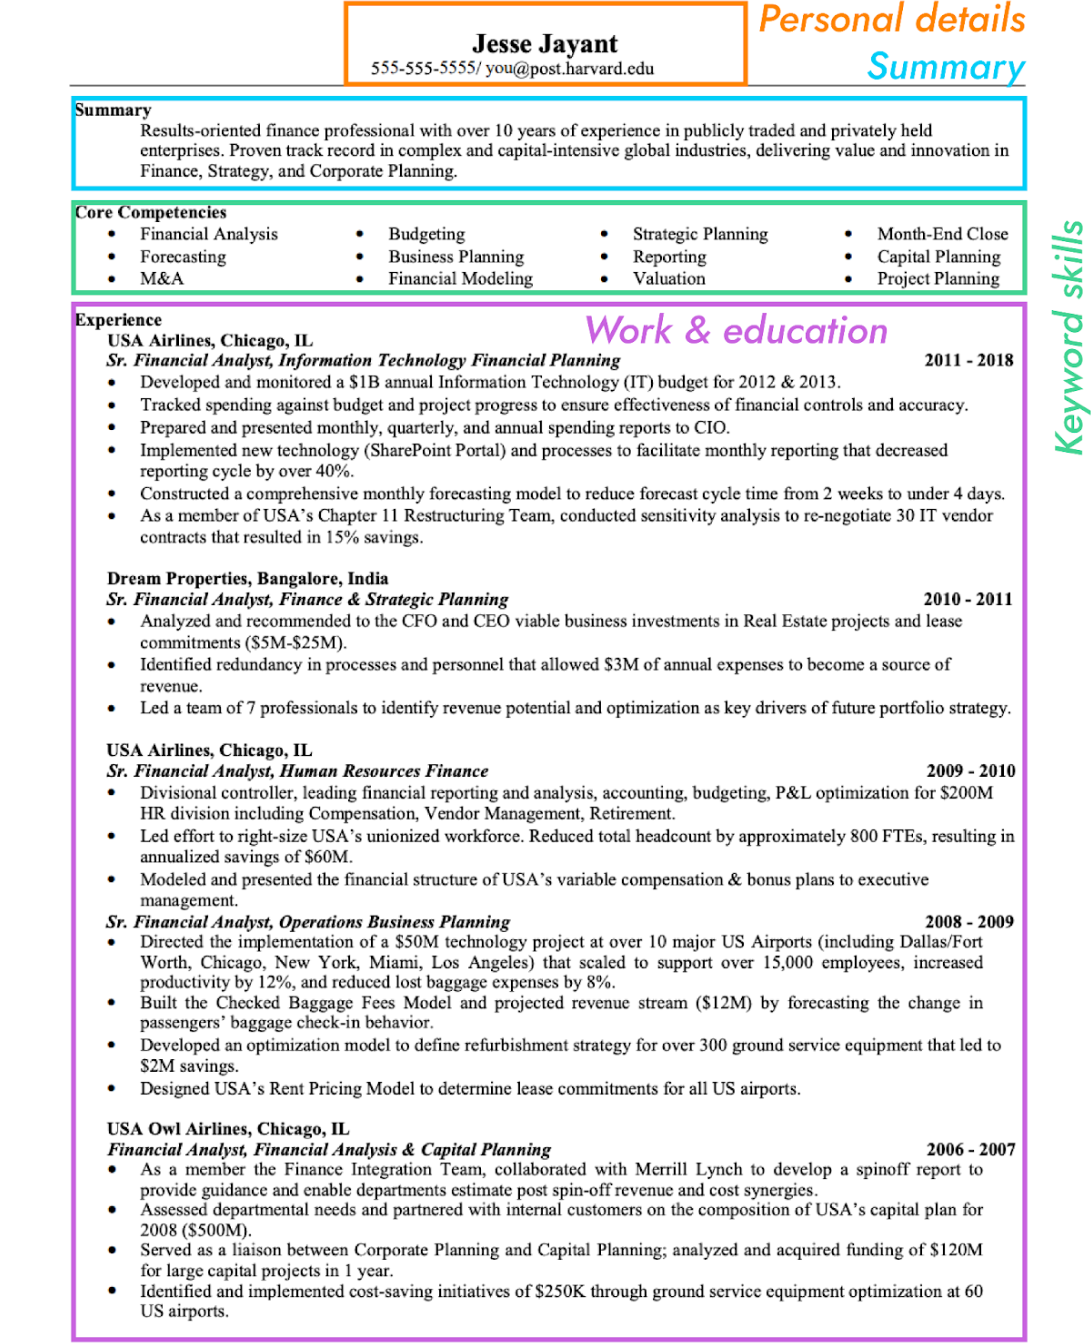 Personal details
Jesse Jayant
Summary
555-555-5555/ you@post.harvard.edu
Summary
Results-oriented finance professional with over 10 years of experience in publicly traded and privately held
enterprises. Proven track record in complex and capital-intensive global industries, delivering value and innovation in
Finance, Strategy, and Corporate Planning.
Core Competencies
• Financial Analysis • Budgeting • Strategic Planning • Month-End Close
• Forecasting • Business Planning • Reporting • Capital Planning
• M&A • Financial Modeling • Valuation • Project Planning
Keyword skills
Experience
Work & education
USA Airlines, Chicago, IL
Sr. Financial Analyst, Information Technology Financial Planning 2011 - 2018
• Developed and monitored a $1B annual Information Technology (IT) budget for 2012 & 2013.
• Tracked spending against budget and project progress to ensure effectiveness of financial controls and accuracy.
• Prepared and presented monthly, quarterly, and annual spending reports to CIO.
• Implemented new technology (SharePoint Portal) and processes to facilitate monthly reporting that decreased
reporting cycle by over 40%.
• Constructed a comprehensive monthly forecasting model to reduce forecast cycle time from 2 weeks to under 4 days.
• As a member of USA's Chapter 11 Restructuring Team, conducted sensitivity analysis to re-negotiate 30 IT vendor
contracts that resulted in 15% savings.
Dream Properties, Bangalore, India
Sr. Financial Analyst, Finance & Strategic Planning 2010 - 2011
• Analyzed and recommended to the CFO and CEO viable business investments in Real Estate projects and lease
commitments ($5M-$25M).
• Identified redundancy in processes and personnel that allowed $3M of annual expenses to become a source of
revenue.
• Led a team of 7 professionals to identify revenue potential and optimization as key drivers of future portfolio strategy.
USA Airlines, Chicago, IL
Sr. Financial Analyst, Human Resources Finance 2009 - 2010
• Divisional controller, leading financial reporting and analysis, accounting, budgeting, P&L optimization for $200M
HR division including Compensation, Vendor Management, Retirement.
• Led effort to right-size USA's unionized workforce. Reduced total headcount by approximately 800 FTEs, resulting in
annualized savings of $60M.
• Modeled and presented the financial structure of USA's variable compensation & bonus plans to executive
management.
Sr. Financial Analyst, Operations Business Planning 2008 - 2009
• Directed the implementation of a $50M technology project at over 10 major US Airports (including Dallas/Fort
Worth, Chicago, New York, Miami, Los Angeles) that scaled to support over 15,000 employees, increased
productivity by 12%, and reduced lost baggage expenses by 8%.
• Built the Checked Baggage Fees Model and projected revenue stream ($12M) by forecasting the change in
passengers' baggage check-in behavior.
• Developed an optimization model to define refurbishment strategy for over 300 ground service equipment that led to
$2M savings.
• Designed USA's Rent Pricing Model to determine lease commitments for all US airports.
USA Owl Airlines, Chicago, IL
Financial Analyst, Financial Analysis & Capital Planning 2006 - 2007
• As a member the Finance Integration Team, collaborated with Merrill Lynch to develop a spinoff report to
provide guidance and enable departments estimate post spin-off revenue and cost synergies.
• Assessed departmental needs and partnered with internal customers on the composition of USA's capital plan for
2008 ($500M).
• Served as a liaison between Corporate Planning and Capital Planning; analyzed and acquired funding of $120M
for large capital projects in 1 year.
• Identified and implemented cost-saving initiatives of $250K through ground service equipment optimization at 60
US airports.